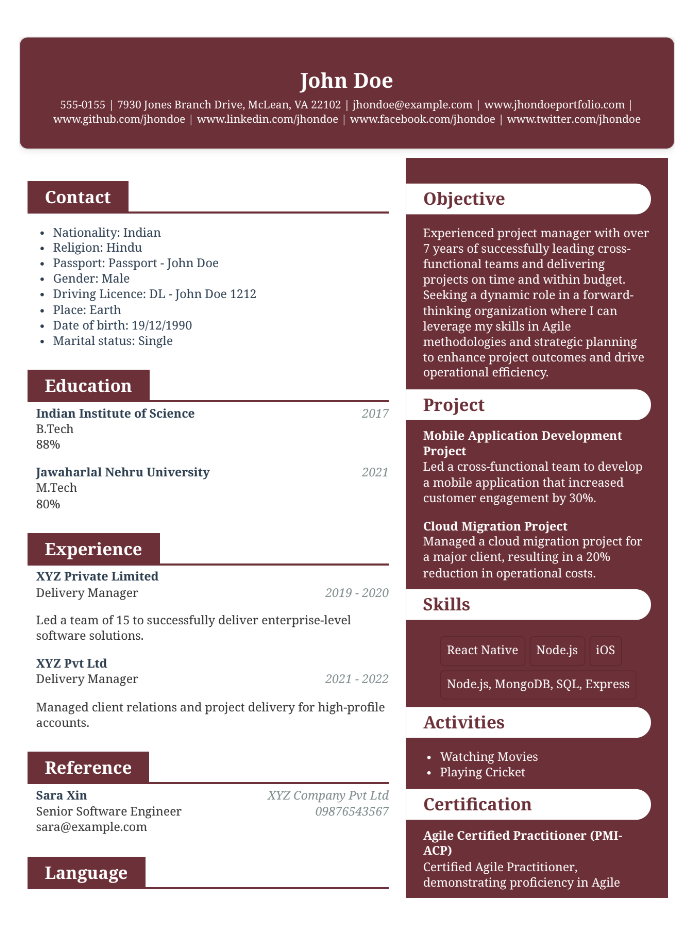 John Doe
555-0155 | 7930 Jones Branch Drive, McLean, VA 22102 | jhondoe@example.com | www.jhondoeportfolio.com |
www.github.com/jhondoe | www.linkedin.com/jhondoe | www.facebook.com/jhondoe | www.twitter.com/jhondoe
Contact
• Nationality: Indian
• Religion: Hindu
• Passport: Passport - John Doe
• Gender: Male
• Driving Licence: DL - John Doe 1212
• Place: Earth
• Date of birth: 19/12/1990
• Marital status: Single
Education
Indian Institute of Science 2017
B.Tech
88%
Jawaharlal Nehru University 2021
M.Tech
80%
Experience
XYZ Private Limited
Delivery Manager 2019 - 2020
Led a team of 15 to successfully deliver enterprise-level
software solutions.
XYZ Pvt Ltd
Delivery Manager 2021 - 2022
Managed client relations and project delivery for high-profile
accounts.
Reference
Sara Xin XYZ Company Pvt Ltd
Senior Software Engineer 09876543567
sara@example.com
Language
Objective
Experienced project manager with over
7 years of successfully leading cross-
functional teams and delivering
projects on time and within budget.
Seeking a dynamic role in a forward-
thinking organization where I can
leverage my skills in Agile
methodologies and strategic planning
to enhance project outcomes and drive
operational efficiency.
Project
Mobile Application Development
Project
Led a cross-functional team to develop
a mobile application that increased
customer engagement by 30%.
Cloud Migration Project
Managed a cloud migration project for
a major client, resulting in a 20%
reduction in operational costs.
Skills
React Native Node.js iOS
Node.js, MongoDB, SQL, Express
Activities
• Watching Movies
• Playing Cricket
Certification
Agile Certified Practitioner (PMI-
ACP)
Certified Agile Practitioner,
demonstrating proficiency in Agile